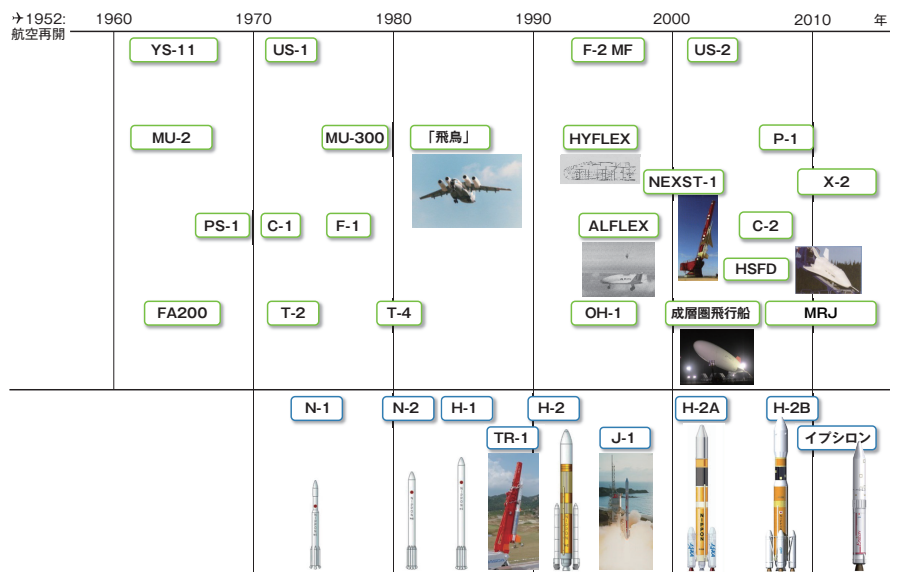 ✈1952: 1960 1970 1980 1990 2000 2010 年
航空再開
YS-11 US-1 F-2 MF US-2
MU-2 MU-300 「飛鳥」 HYFLEX P-1
NEXST-1 X-2
PS-1 C-1 F-1 ALFLEX C-2
HSFD
FA200 T-2 T-4 OH-1 成層圏飛行船 MRJ
N-1 N-2 H-1 H-2 H-2A H-2B
TR-1 J-1 イプシロン
NIPPON